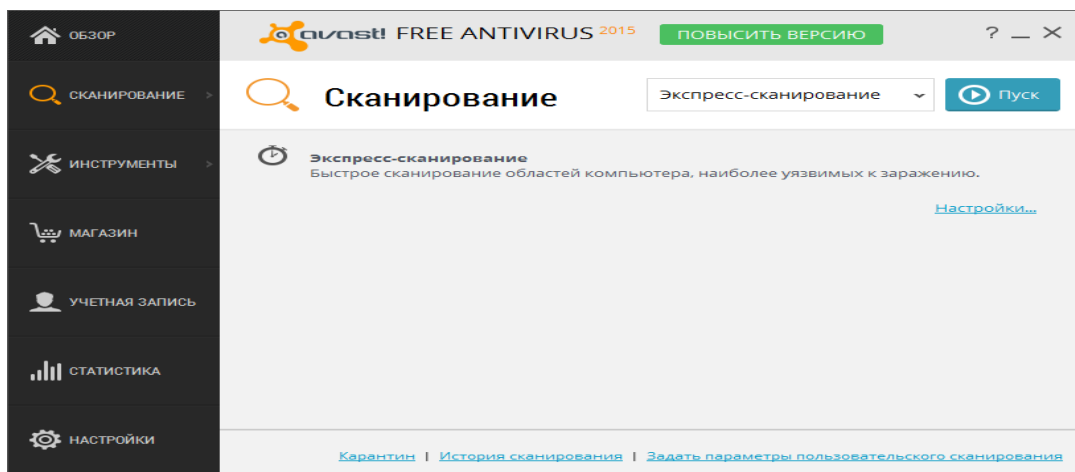 ОБЗОР
СКАНИРОВАНИЕ >
ИНСТРУМЕНТЫ >
МАГАЗИН
УЧЕТНАЯ ЗАПИСЬ
СТАТИСТИКА
НАСТРОЙКИ
avast! FREE ANTIVIRUS 2015 ПОВЫСИТЬ ВЕРСИЮ ?
Сканирование Экспресс-сканирование Пуск
Экспресс-сканирование
Быстрое сканирование областей компьютера, наиболее уязвимых к заражению.
Настройки...
Карантин | История сканирования | Задать параметры пользовательского сканирования